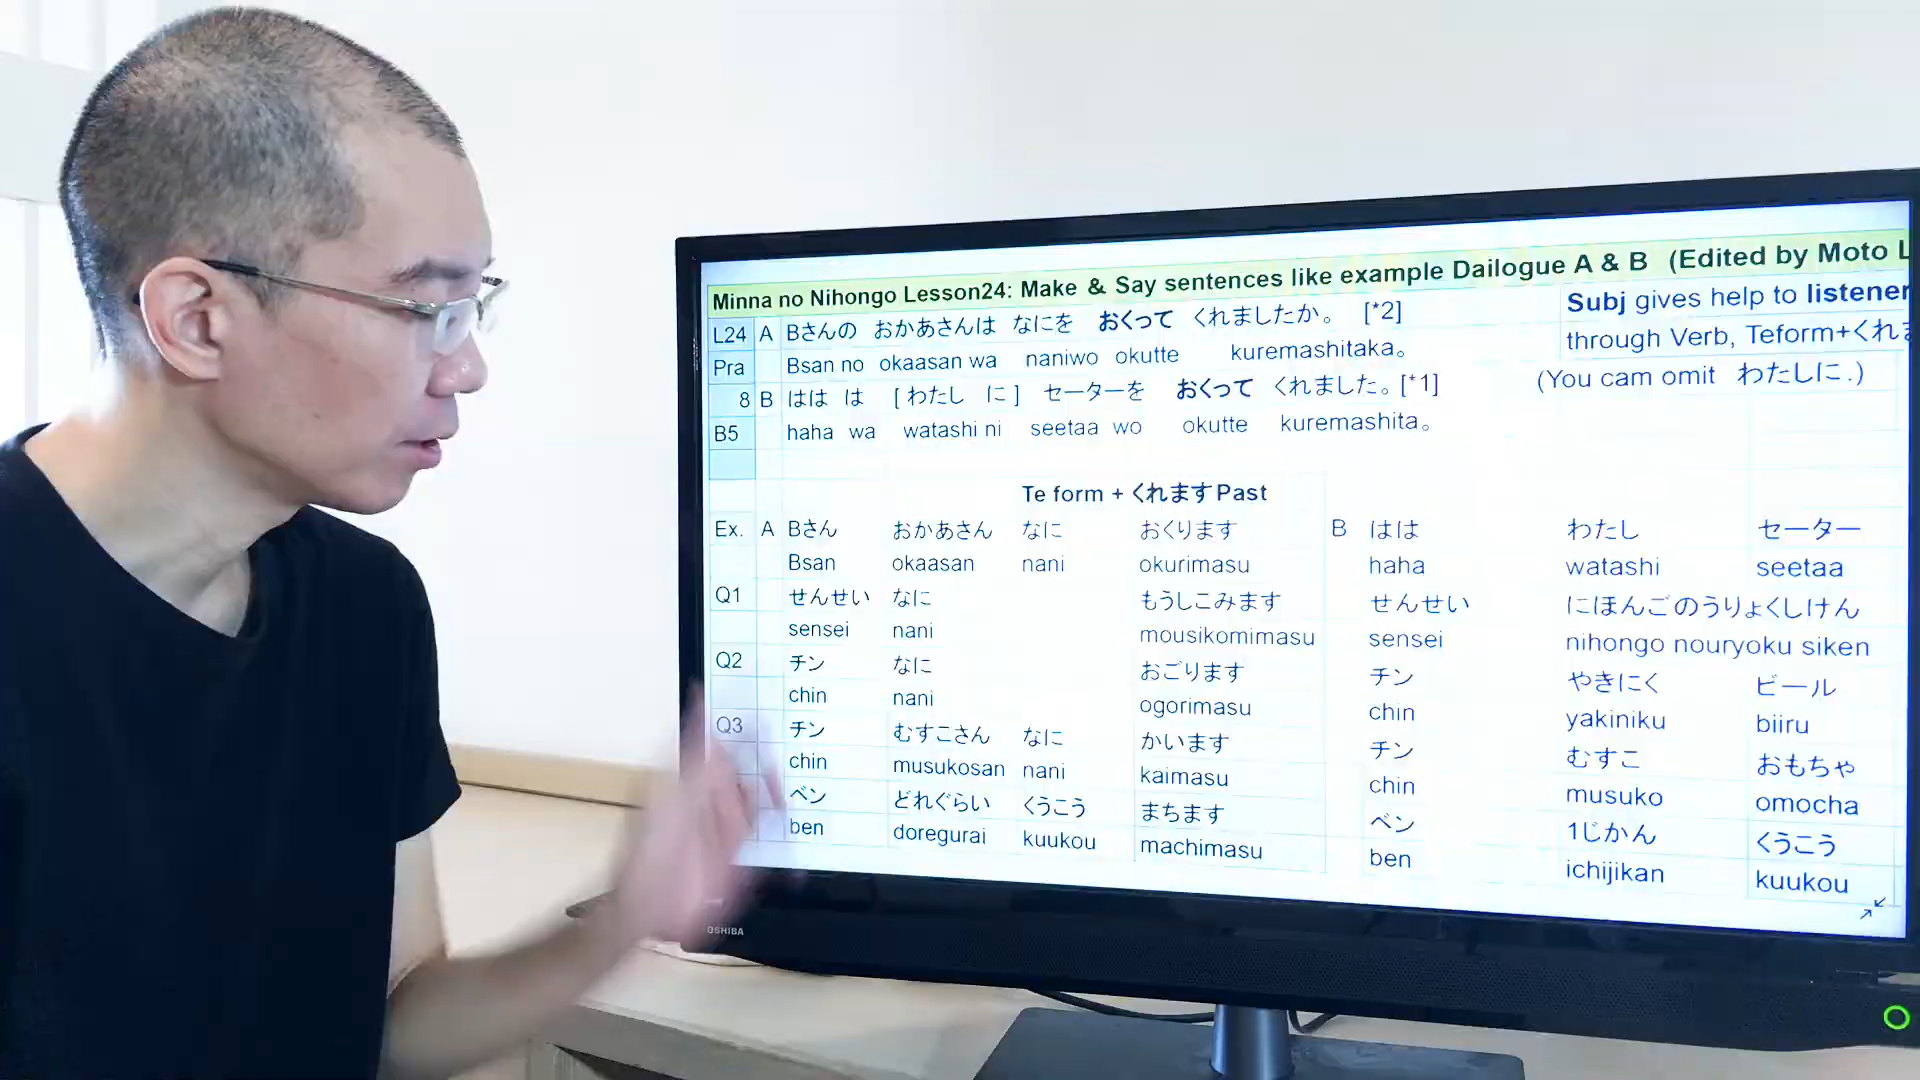 Minna no Nihongo Lesson24: Make & Say sentences like example Dailogue A & B (Edited by Moto L
L24 A Bさんの おかあさんは なにを おくって くれましたか。 [*2] Subj gives help to listener
Pra Bsan no okaasan wa naniwo okutte kuremashitaka。 through Verb, Teform+くれま
8 B はは は [わたし に] セーターを おくって くれました。[*1] (You cam omit わたしに.)
B5 haha wa watashi ni seetaa wo okutte kuremashita。
Te form + くれますPast
Ex. A Bさん おかあさん なに おくります B はは わたし セーター
Bsan okaasan nani okurimasu haha watashi seetaa
Q1 せんせい なに もうしこみます せんせい にほんごのうりょくしけん
sensei nani mousikomimasu sensei nihongo nouryoku siken
Q2 チン なに おごります チン やきにく ビール
chin nani ogorimasu chin yakiniku biiru
Q3 チン むすこさん なに かいます チン むすこ おもちゃ
chin musukosan nani kaimasu chin musuko omocha
ベン どれぐらい くうこう まちます ベン 1じかん くうこう
ben doregurai kuukou machimasu ben ichijikan kuukou
OSHIBA